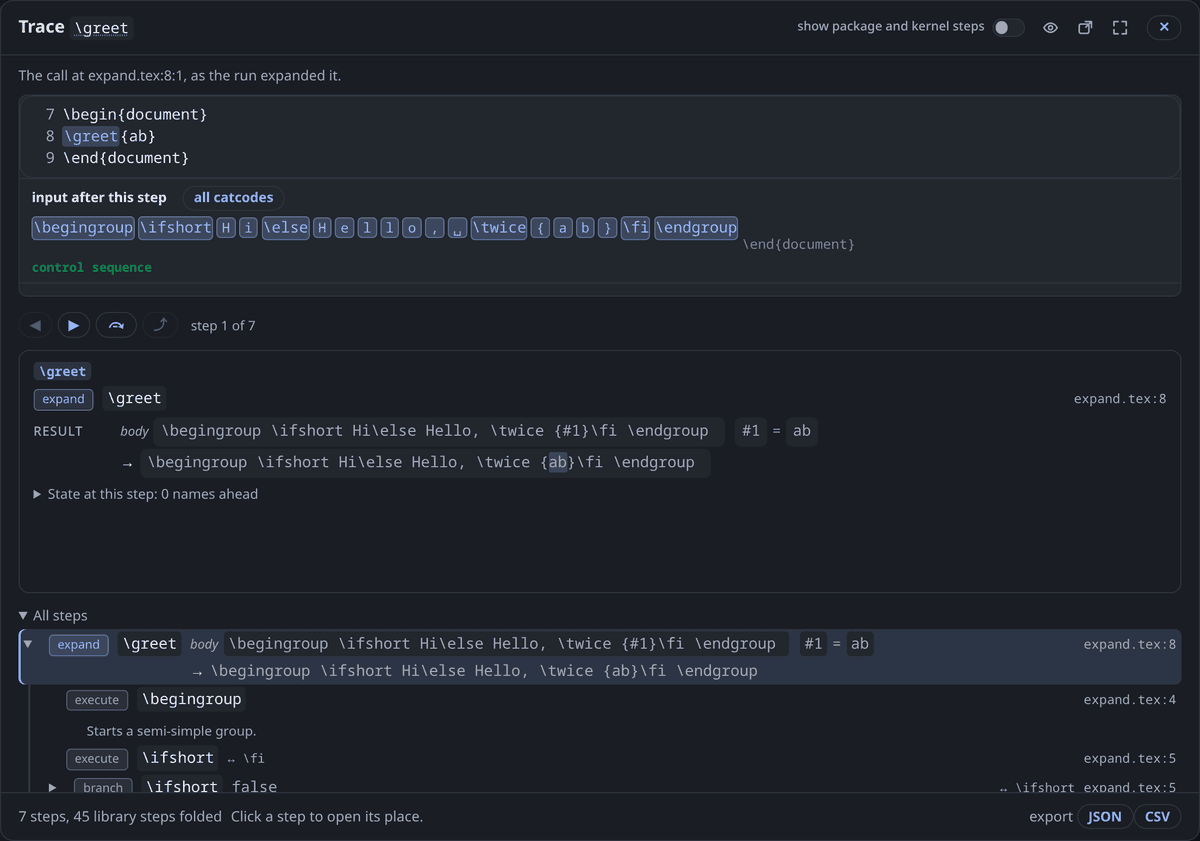 Trace \greet show package and kernel steps
The call at expand.tex:8:1, as the run expanded it.
7 \begin{document}
8 \greet{ab}
9 \end{document}
input after this step all catcodes
\begingroup \ifshort H i \else H e l l o , ␣ \twice { a b } \fi \endgroup
\end{document}
control sequence
step 1 of 7
\greet
expand \greet expand.tex:8
RESULT body \begingroup \ifshort Hi\else Hello, \twice {#1}\fi \endgroup #1 = ab
→ \begingroup \ifshort Hi\else Hello, \twice {ab}\fi \endgroup
▶ State at this step: 0 names ahead
▼ All steps
▼ expand \greet body \begingroup \ifshort Hi\else Hello, \twice {#1}\fi \endgroup #1 = ab expand.tex:8
→ \begingroup \ifshort Hi\else Hello, \twice {ab}\fi \endgroup
execute \begingroup expand.tex:4
Starts a semi-simple group.
execute \ifshort ↔ \fi expand.tex:5
▶ branch \ifshort false ↔ \ifshort expand.tex:5
7 steps, 45 library steps folded Click a step to open its place. export JSON CSV